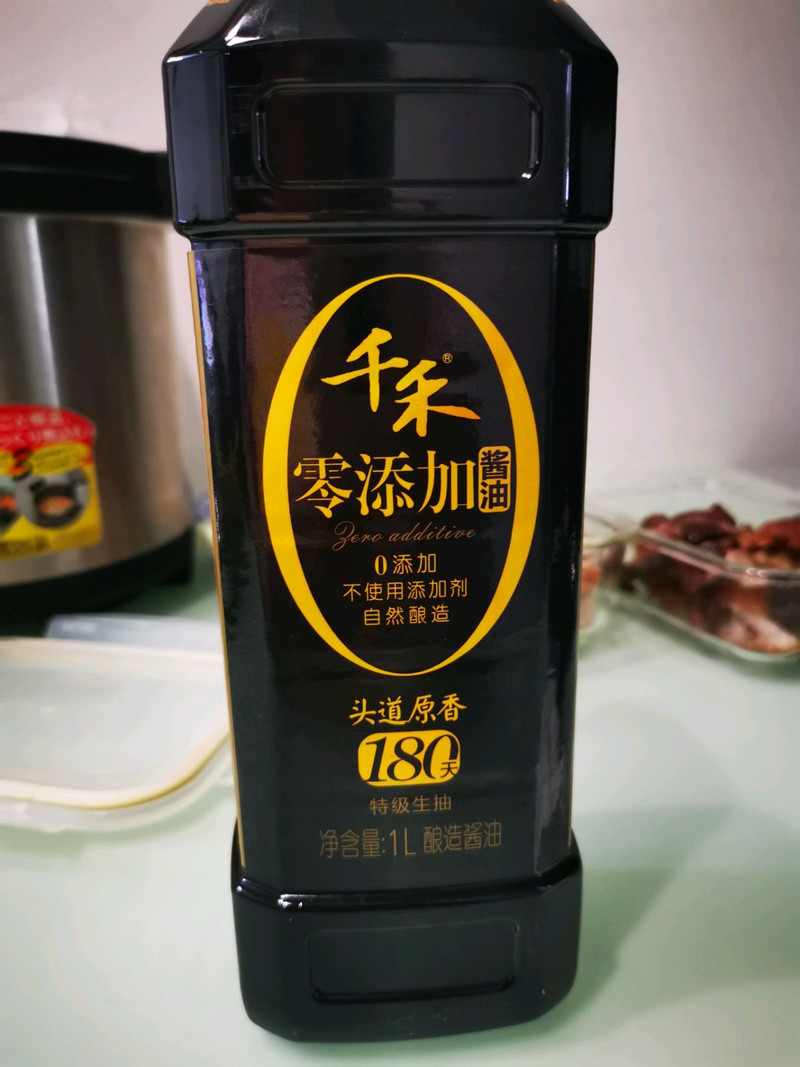 千禾®
零添加酱油
Zero additive
0添加
不使用添加剂
自然酿造
头道原香
180天
特级生抽
净含量:1L 酿造酱油